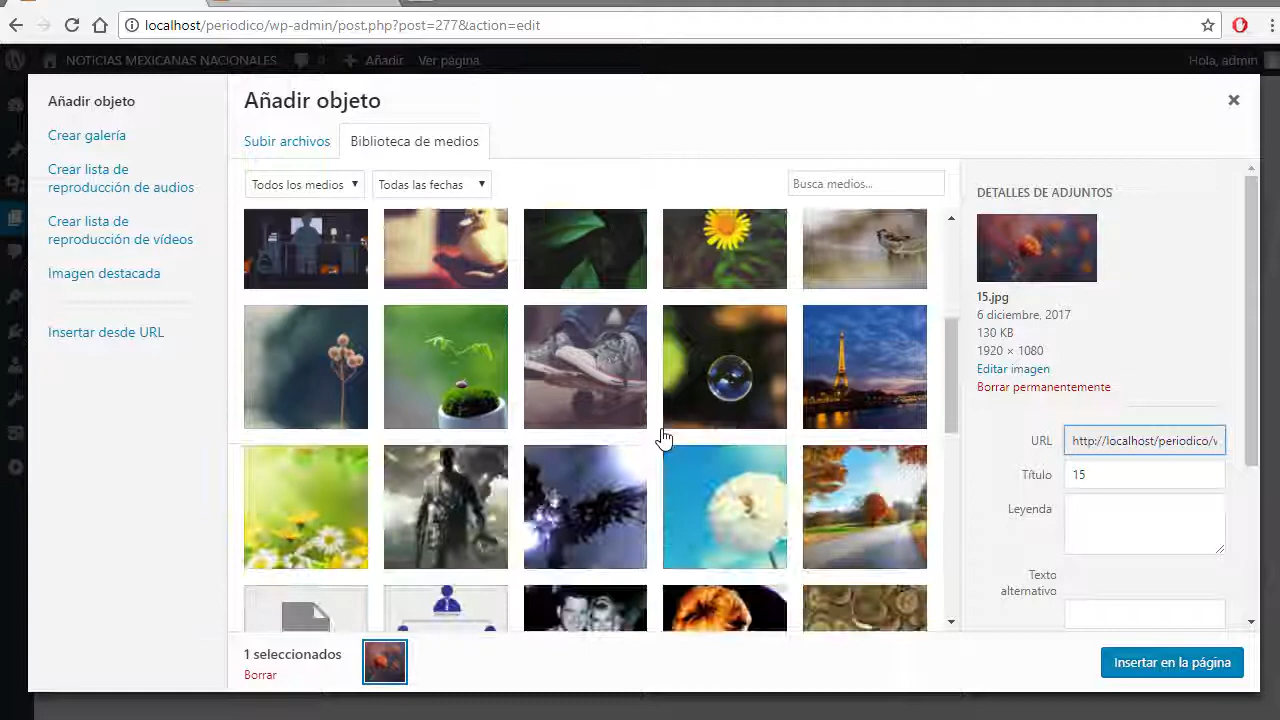 localhost/periodico/wp-admin/post.php?post=277&action=edit
NOTICIAS MEXICANAS NACIONALES
0
Añadir
Ver página
Hola, admin
Añadir objeto
Crear galería
Crear lista de
reproducción de audios
Crear lista de
reproducción de vídeos
Imagen destacada
Insertar desde URL
Añadir objeto
Subir archivos
Biblioteca de medios
Todos los medios
Todas las fechas
Busca medios...
DETALLES DE ADJUNTOS
15.jpg
6 diciembre, 2017
130 KB
1920 × 1080
Editar imagen
Borrar permanentemente
URL
http://localhost/periodico/v
Título
15
Leyenda
Texto
alternativo
1 seleccionados
Borrar
Insertar en la página